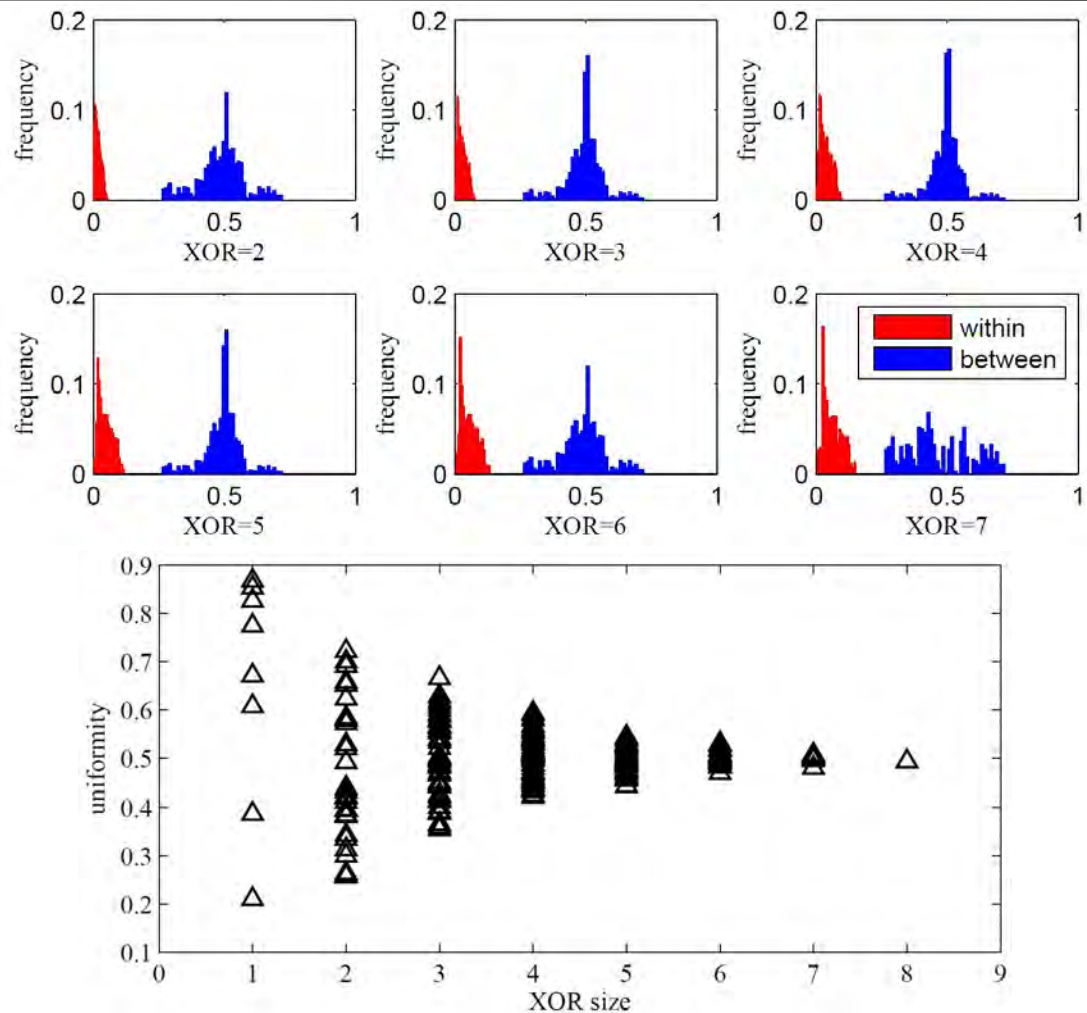 0.2 0.2 0.2
frequency frequency frequency
0.1 0.1 0.1
0 0 0
0 0.5 1 0 0.5 1 0 0.5 1
XOR=2 XOR=3 XOR=4
0.2 0.2 0.2
within
between
frequency frequency frequency
0.1 0.1 0.1
0 0 0
0 0.5 1 0 0.5 1 0 0.5 1
XOR=5 XOR=6 XOR=7
0.9
0.8
0.7
0.6
uniformity
0.5
0.4
0.3
0.2
0.1
0 1 2 3 4 5 6 7 8 9
XOR size